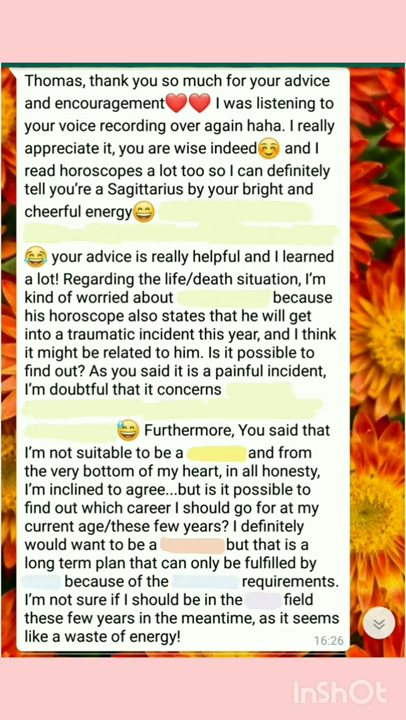 Thomas, thank you so much for your advice
and encouragement❤️❤️ I was listening to
your voice recording over again haha. I really
appreciate it, you are wise indeed☺️ and I
read horoscopes a lot too so I can definitely
tell you're a Sagittarius by your bright and
cheerful energy😄
😂 your advice is really helpful and I learned
a lot! Regarding the life/death situation, I'm
kind of worried about because
his horoscope also states that he will get
into a traumatic incident this year, and I think
it might be related to him. Is it possible to
find out? As you said it is a painful incident,
I'm doubtful that it concerns
😅 Furthermore, You said that
I'm not suitable to be a and from
the very bottom of my heart, in all honesty,
I'm inclined to agree...but is it possible to
find out which career I should go for at my
current age/these few years? I definitely
would want to be a but that is a
long term plan that can only be fulfilled by
because of the requirements.
I'm not sure if I should be in the field
these few years in the meantime, as it seems
like a waste of energy!
16:26
InShOt